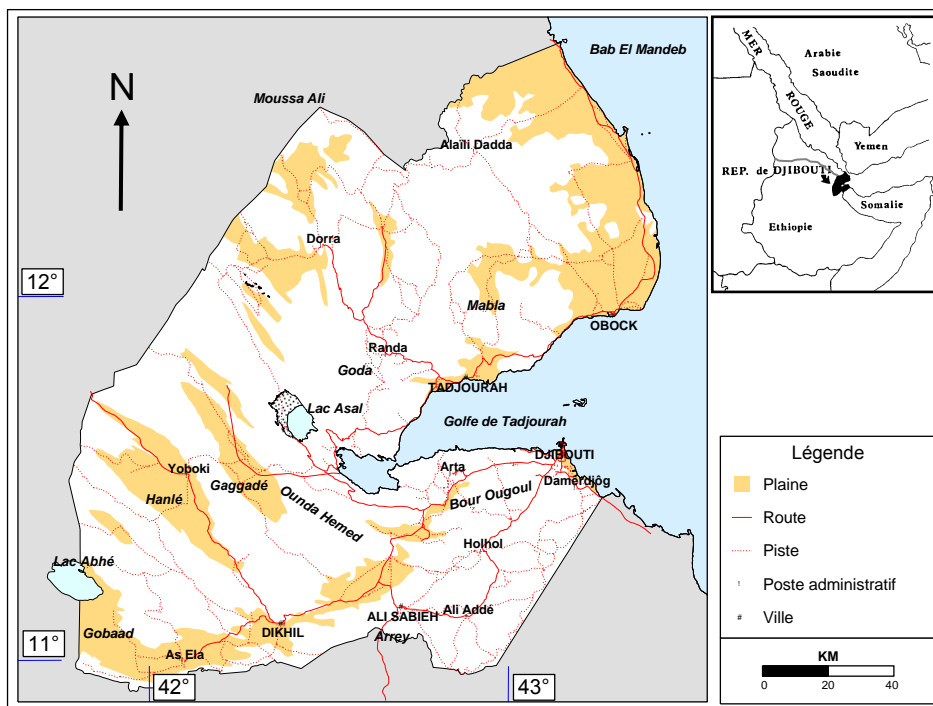 Bab El Mandeb
N
Moussa Ali
Alaïli Dadda
Dorra
12°
Mabla
OBOCK
Randa
Goda
TADJOURAH
Lac Asal
Golfe de Tadjourah
DJIBOUTI
Arta
Yoboki
Damerdjôg
Gaggadé
Hanlé
Bour Ougoul
Ounda Hemed
Holhol
Lac Abhé
Ali Addé
ALI SABIEH
Gobaad
DIKHIL
Arrey
11°
As Ela
42°
43°
MER
ROUGE
Arabie
Saoudite
Yemen
REP. de DJIBOUTI
Somalie
Ethiopie
Légende
Plaine
Route
Piste
Poste administratif
Ville
KM
0 20 40